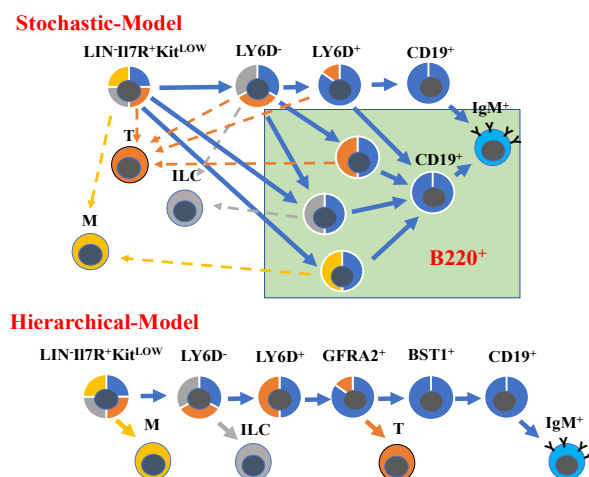 Stochastic-Model
LIN⁻Il7R⁺Kitᴸᴼᵂ LY6D⁻ LY6D⁺ CD19⁺
IgM⁺
T
CD19⁺
ILC
M
B220⁺
Hierarchical-Model
LIN⁻Il7R⁺Kitᴸᴼᵂ LY6D⁻ LY6D⁺ GFRA2⁺ BST1⁺ CD19⁺
M ILC T IgM⁺